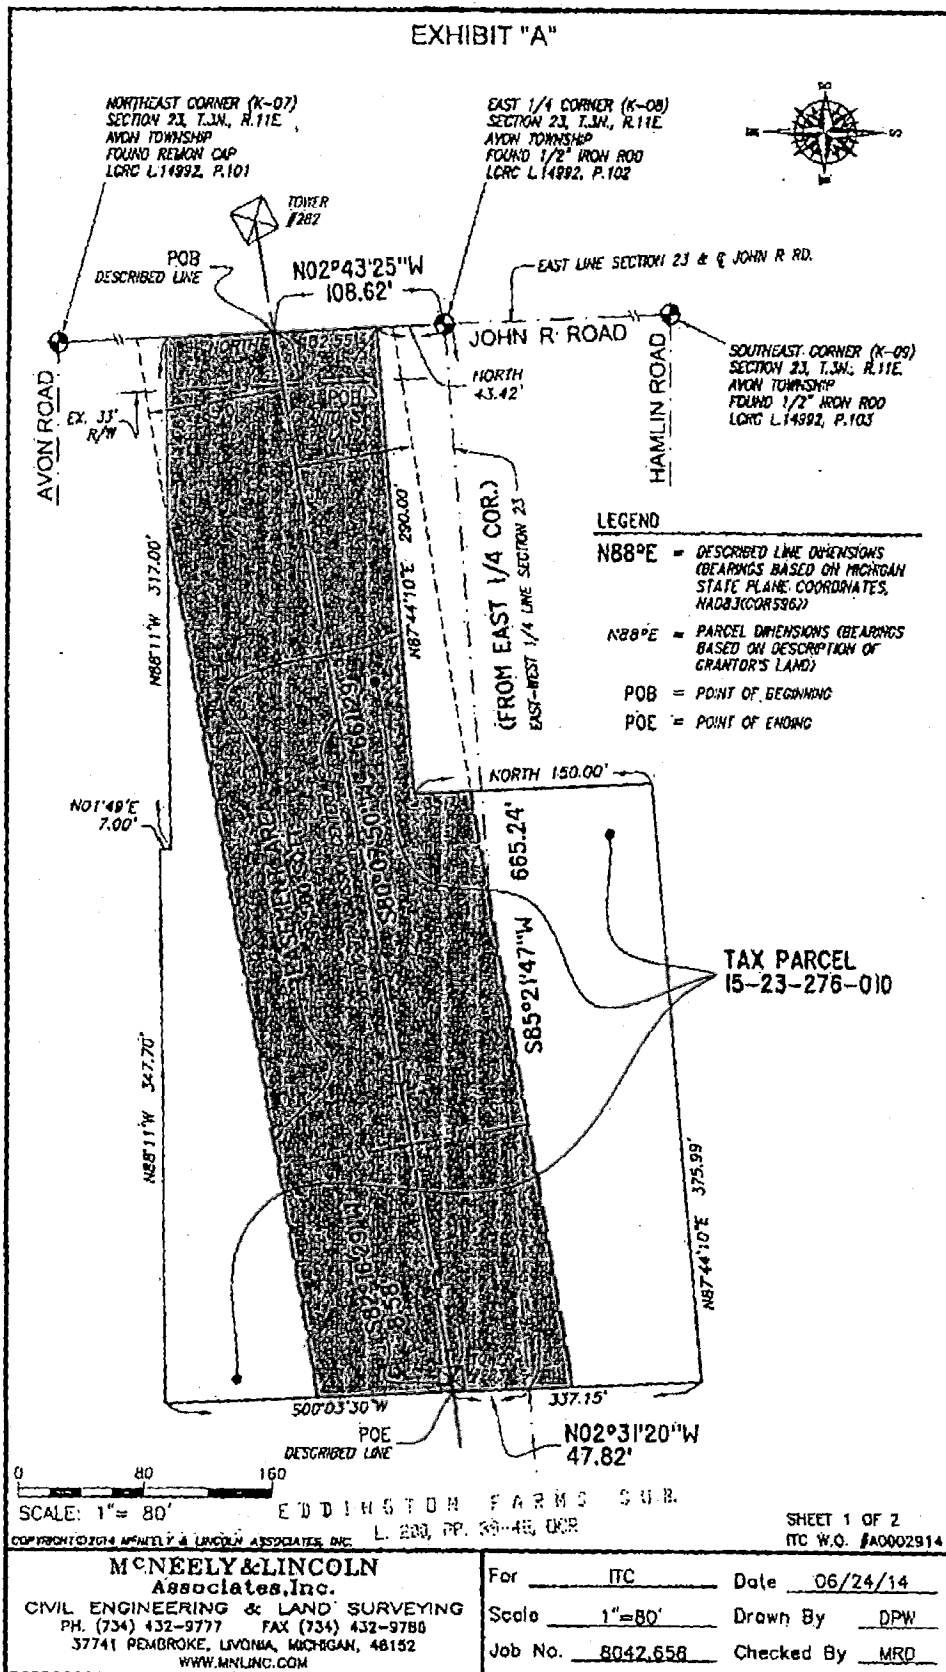 EXHIBIT "A"
NORTHEAST CORNER (K-07)
SECTION 23, T.3N., R.11E.
AVON TOWNSHIP
FOUND REMON CAP
LCRC L.14992, P.101
EAST 1/4 CORNER (K-08)
SECTION 23, T.3N., R.11E.
AVON TOWNSHIP
FOUND 1/2" IRON ROD
LCRC L.14992, P.102
S
TOWER
#282
POB
DESCRIBED LINE
N02°43'25"W
108.62'
EAST LINE SECTION 23 & ℄ JOHN R RD.
JOHN R ROAD
AVON ROAD
HAMLIN ROAD
SOUTHEAST CORNER (K-09)
SECTION 23, T.3N., R.11E.
AVON TOWNSHIP
FOUND 1/2" IRON ROD
LCRC L.14992, P.103
NORTH
POB
NORTH
43.42'
EX. 33'
R/W
N88°11'W 317.00'
N87°44'10"E 290.00'
(FROM EAST 1/4 COR.)
EAST-WEST 1/4 LINE SECTION 23
LEGEND
N88°E = DESCRIBED LINE DIMENSIONS
(BEARINGS BASED ON MICHIGAN
STATE PLANE COORDINATES,
NAD83(CORS96))
N88°E = PARCEL DIMENSIONS (BEARINGS
BASED ON DESCRIPTION OF
GRANTOR'S LAND)
POB = POINT OF BEGINNING
POE = POINT OF ENDING
NORTH 150.00'
N01°49'E
7.00'
EASEMENT AREA
S80°07'50"W
S85°21'47"W 665.24'
TAX PARCEL
15-23-276-010
N88°11'W 347.70'
N87°44'10"E 375.99'
S82°16'29"W
S00°03'30"W
337.15'
POE
DESCRIBED LINE
N02°31'20"W
47.82'
0 80 160
SCALE: 1"= 80'
EDDINGTON FARMS SUB.
L. 200, PP. 39-45, OCR
COPYRIGHT©2014 MCNEELY & LINCOLN ASSOCIATES, INC.
SHEET 1 OF 2
ITC W.O. #A0002914
MCNEELY & LINCOLN
Associates, Inc.
CIVIL ENGINEERING & LAND SURVEYING
PH. (734) 432-9777 FAX (734) 432-9786
37741 PEMBROKE, LIVONIA, MICHIGAN, 48152
WWW.MNLINC.COM
For ITC Date 06/24/14
Scale 1"=80' Drawn By DPW
Job No. 8042.658 Checked By MRD